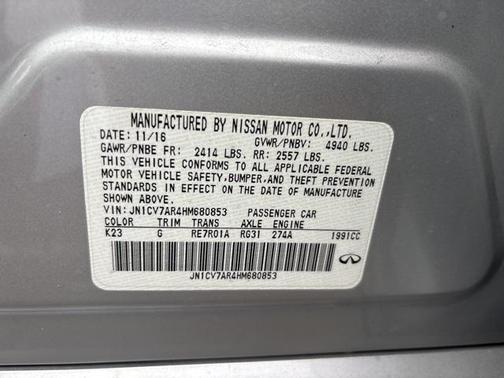 MANUFACTURED BY NISSAN MOTOR CO.,LTD.
DATE: 11/16 GVWR/PNBV: 4940 LBS.
GAWR/PNBE FR: 2414 LBS. RR: 2557 LBS.
THIS VEHICLE CONFORMS TO ALL APPLICABLE FEDERAL
MOTOR VEHICLE SAFETY,BUMPER,AND THEFT PREVENTION
STANDARDS IN EFFECT ON THE DATE OF MANUFACTURE
SHOWN ABOVE.
VIN: JN1CV7AR4HM680853 PASSENGER CAR
COLOR TRIM TRANS AXLE ENGINE
K23 G RE7R01A RG31 274A 1991CC
JN1CV7AR4HM680853